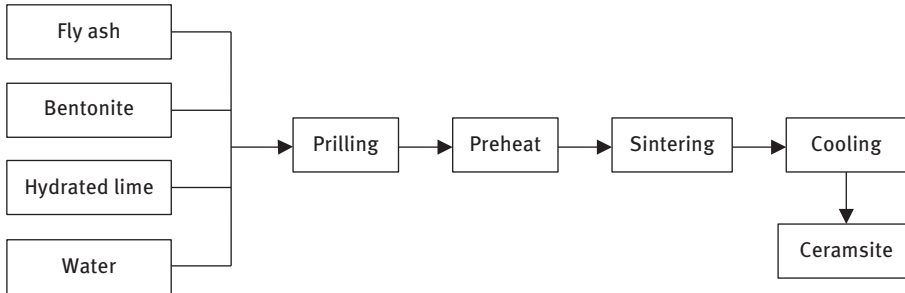 Fly ash
Bentonite
Hydrated lime
Water
Prilling
Preheat
Sintering
Cooling
Ceramsite